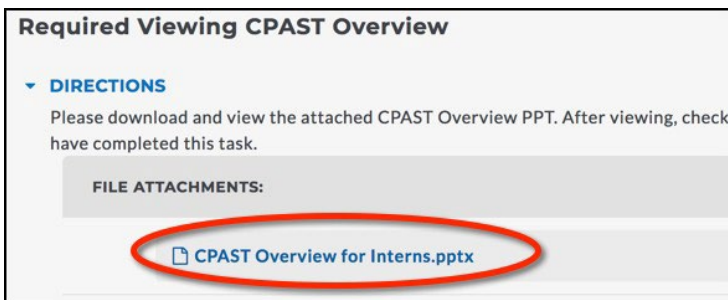 Required Viewing CPAST Overview
DIRECTIONS
Please download and view the attached CPAST Overview PPT. After viewing, check
have completed this task.
FILE ATTACHMENTS:
CPAST Overview for Interns.pptx